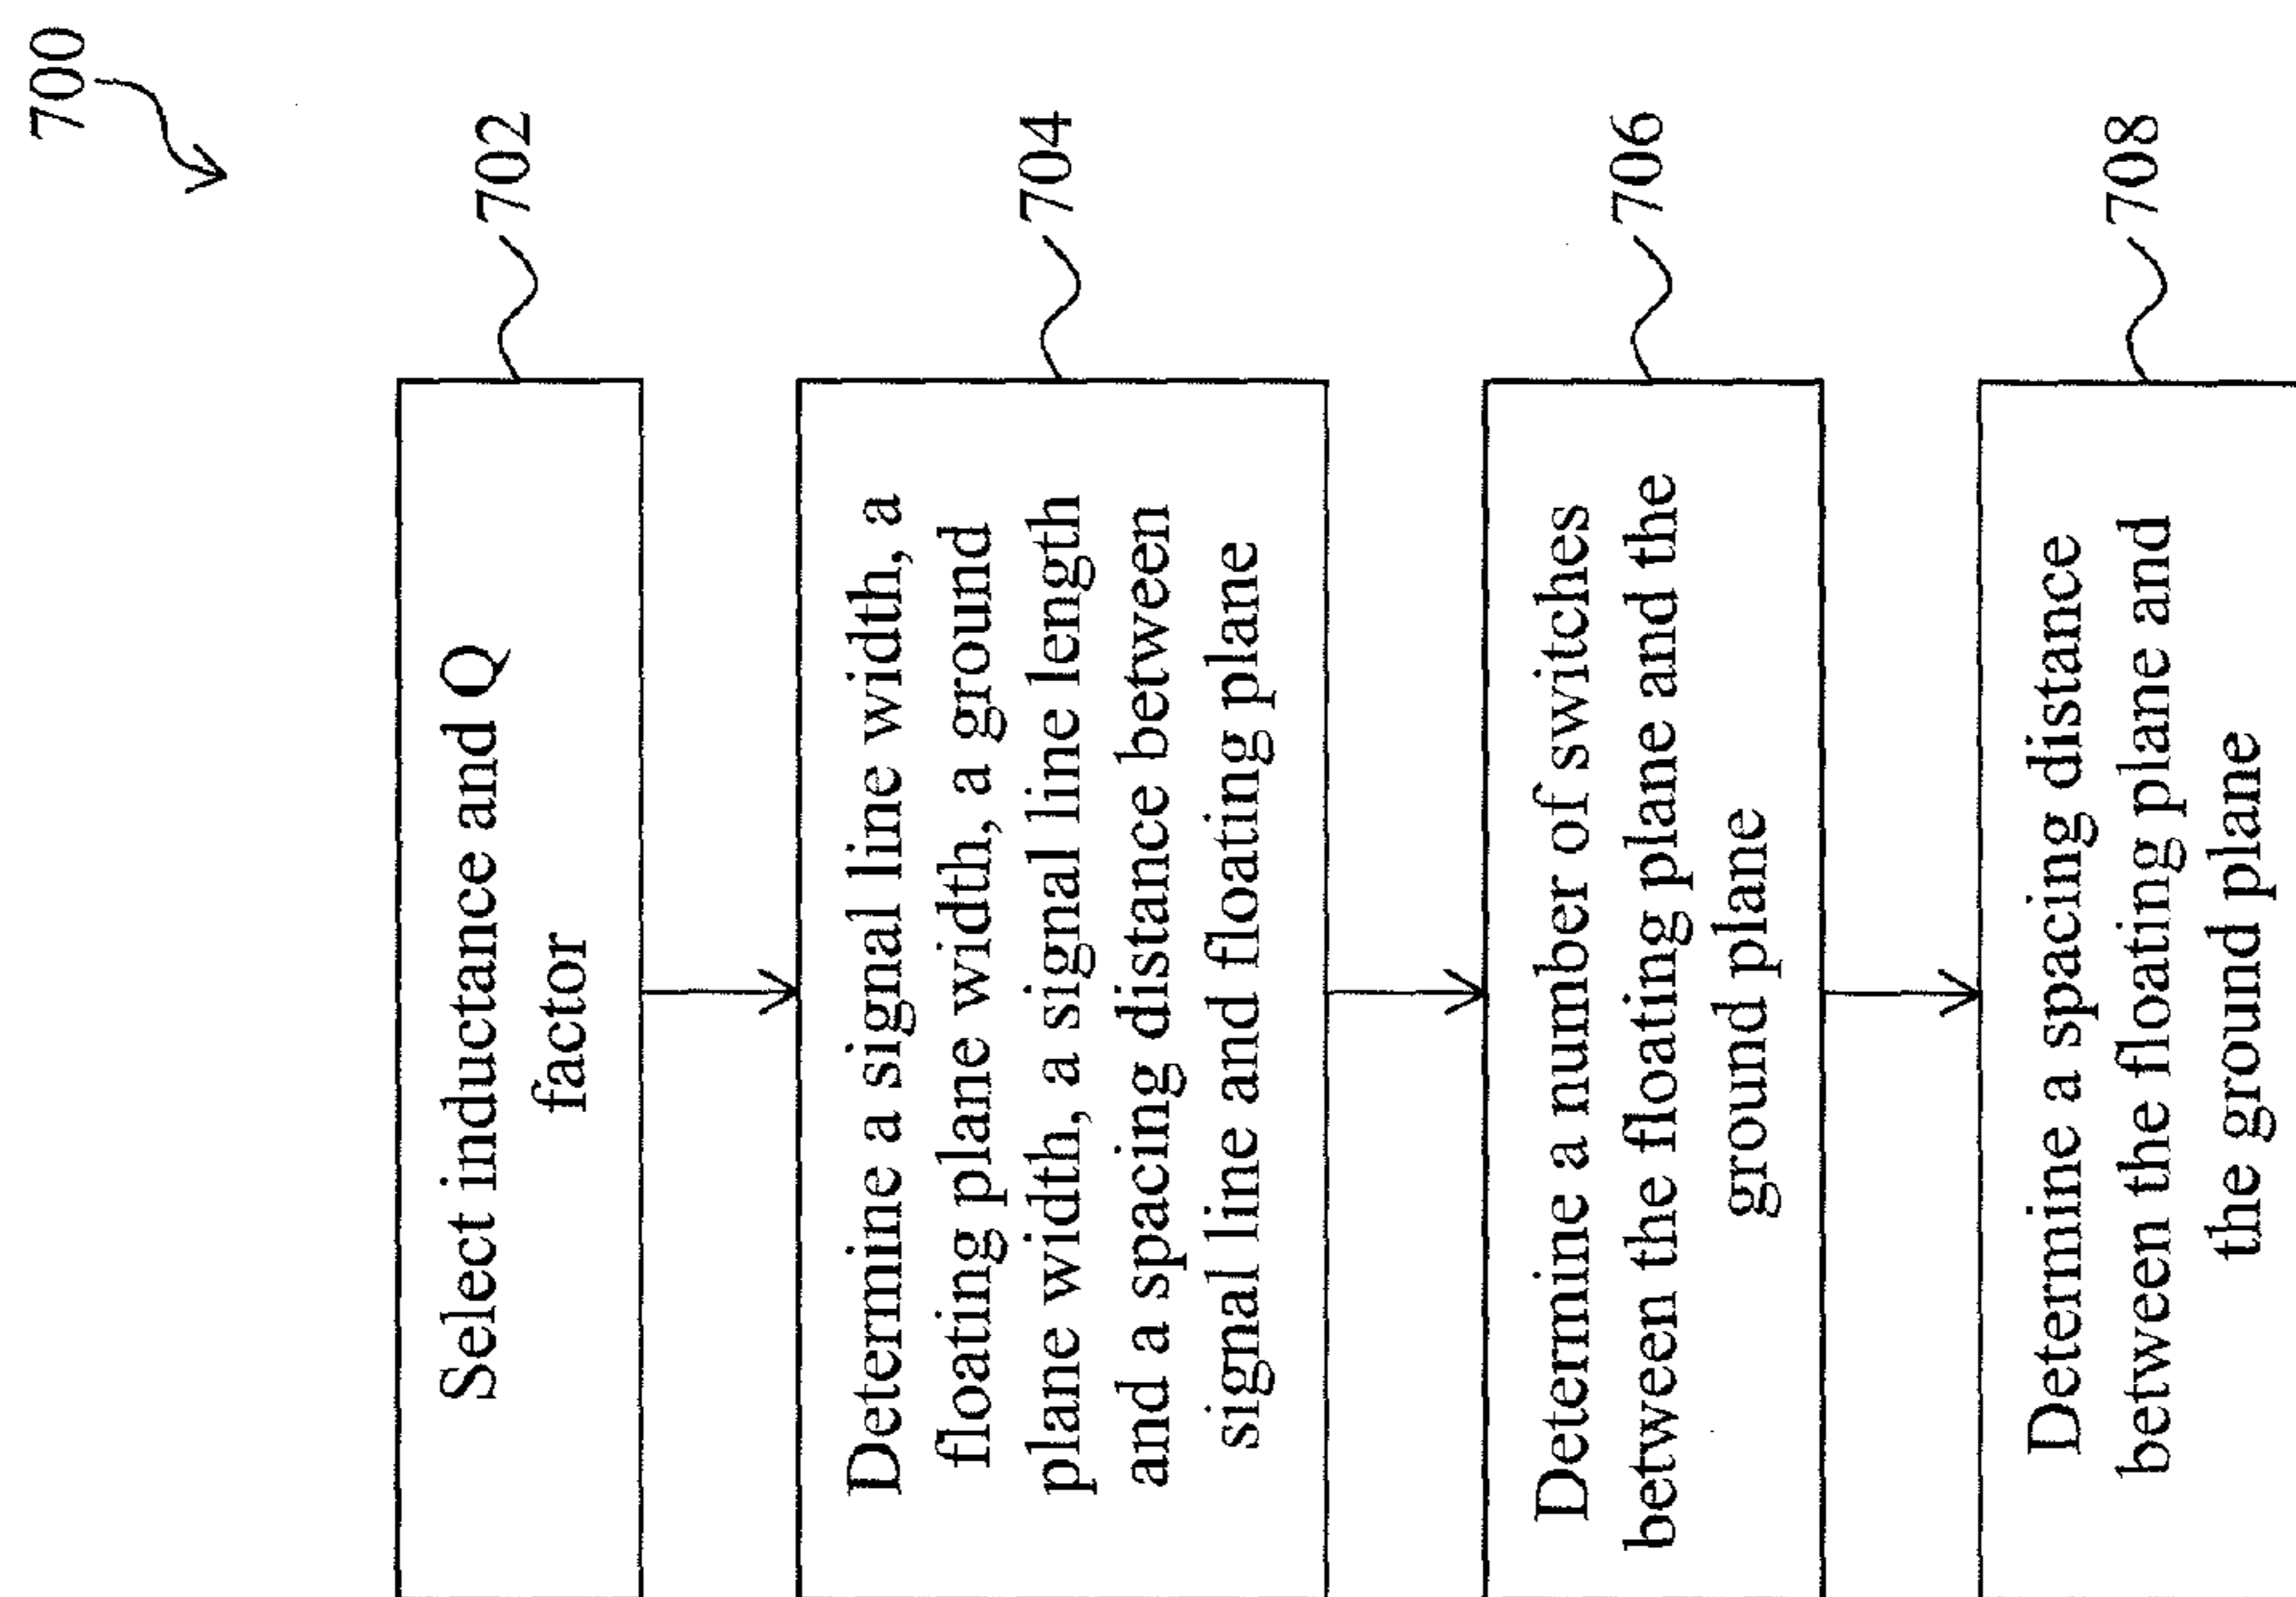 700
Select inductance and Q
factor
702
Determine a signal line width, a
floating plane width, a ground
plane width, a signal line length
and a spacing distance between
signal line and floating plane
704
Determine a number of switches
between the floating plane and the
ground plane
706
Determine a spacing distance
between the floating plane and
the ground plane
708